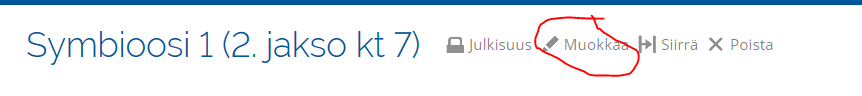 Symbioosi 1 (2. jakso kt 7) Julkisuus Muokkaa Siirrä Poista